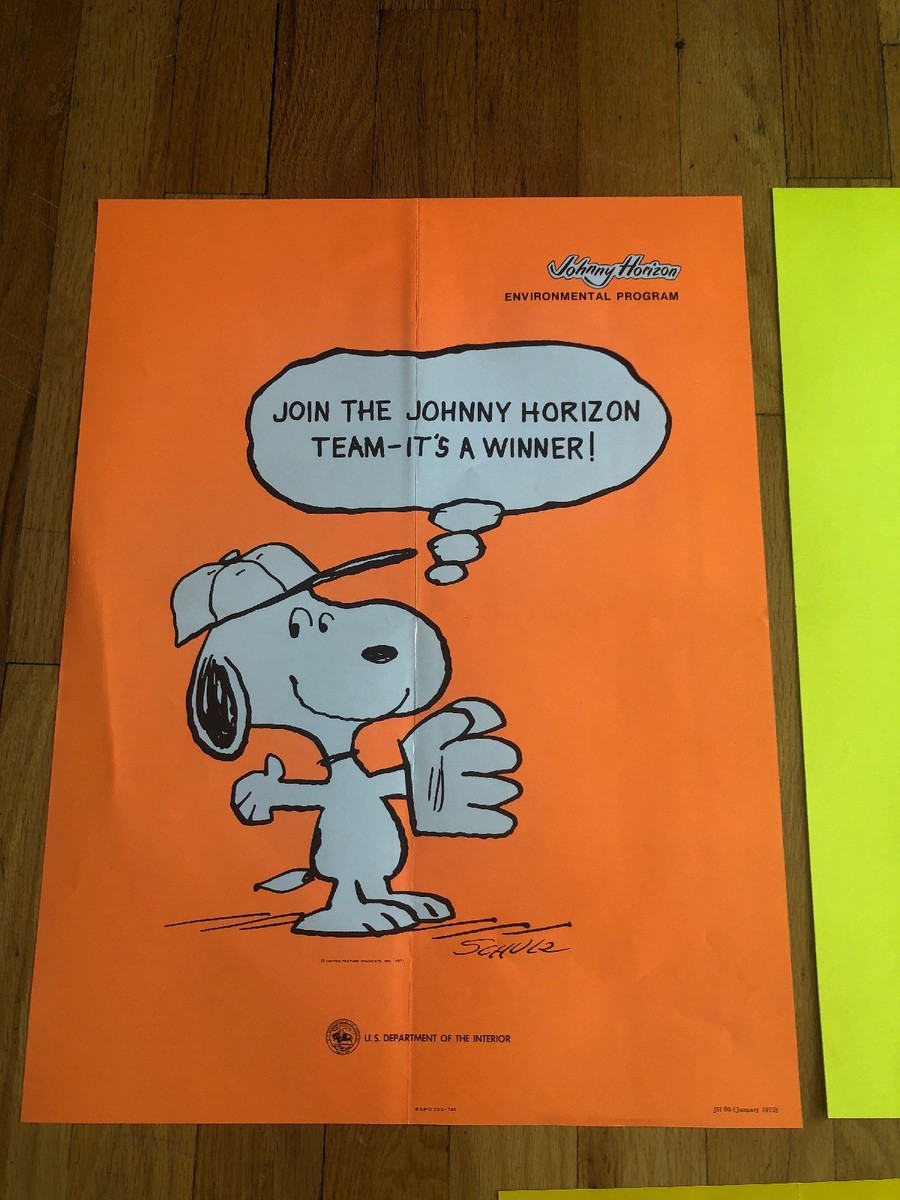 Johnny Horizon
ENVIRONMENTAL PROGRAM
JOIN THE JOHNNY HORIZON
TEAM-IT'S A WINNER!
SCHULZ
U.S. DEPARTMENT OF THE INTERIOR
(January 1972)